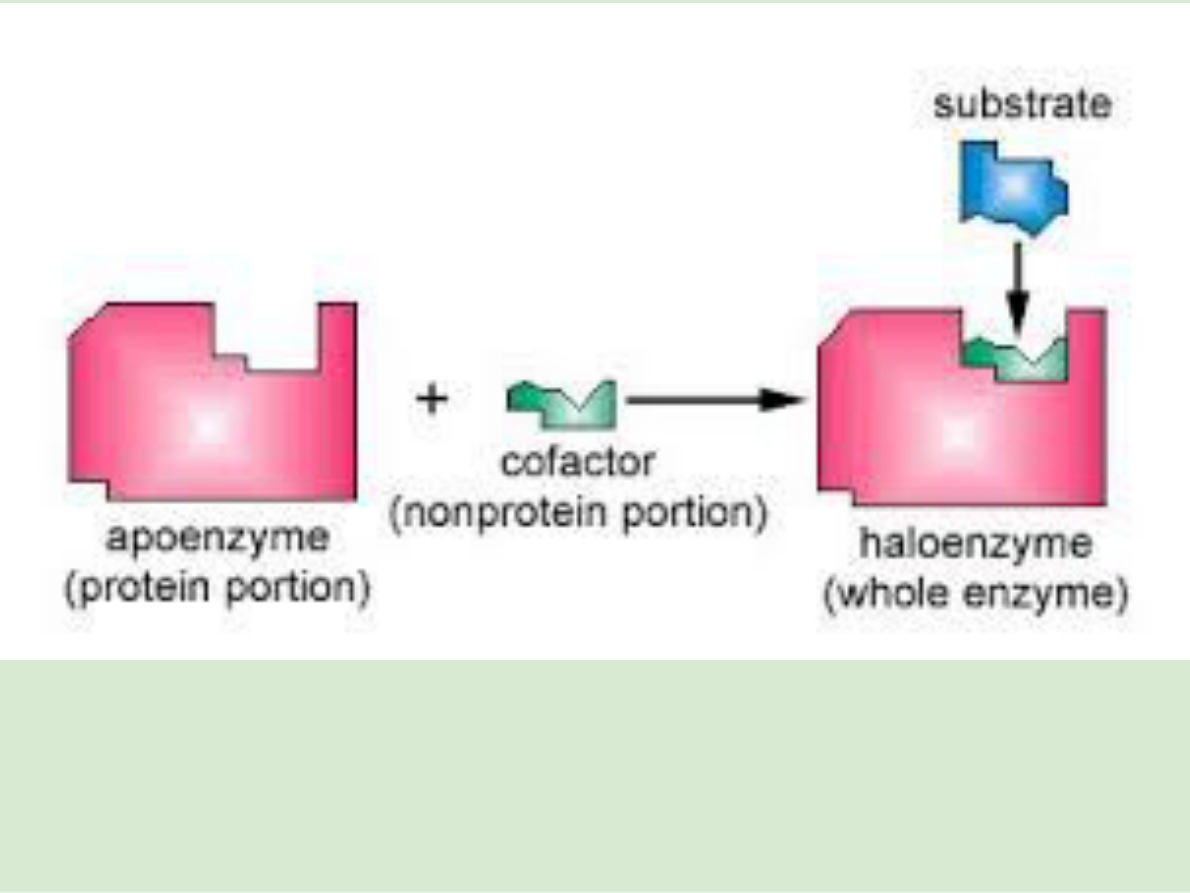 substrate
+
cofactor
(nonprotein portion)
apoenzyme
(protein portion)
haloenzyme
(whole enzyme)